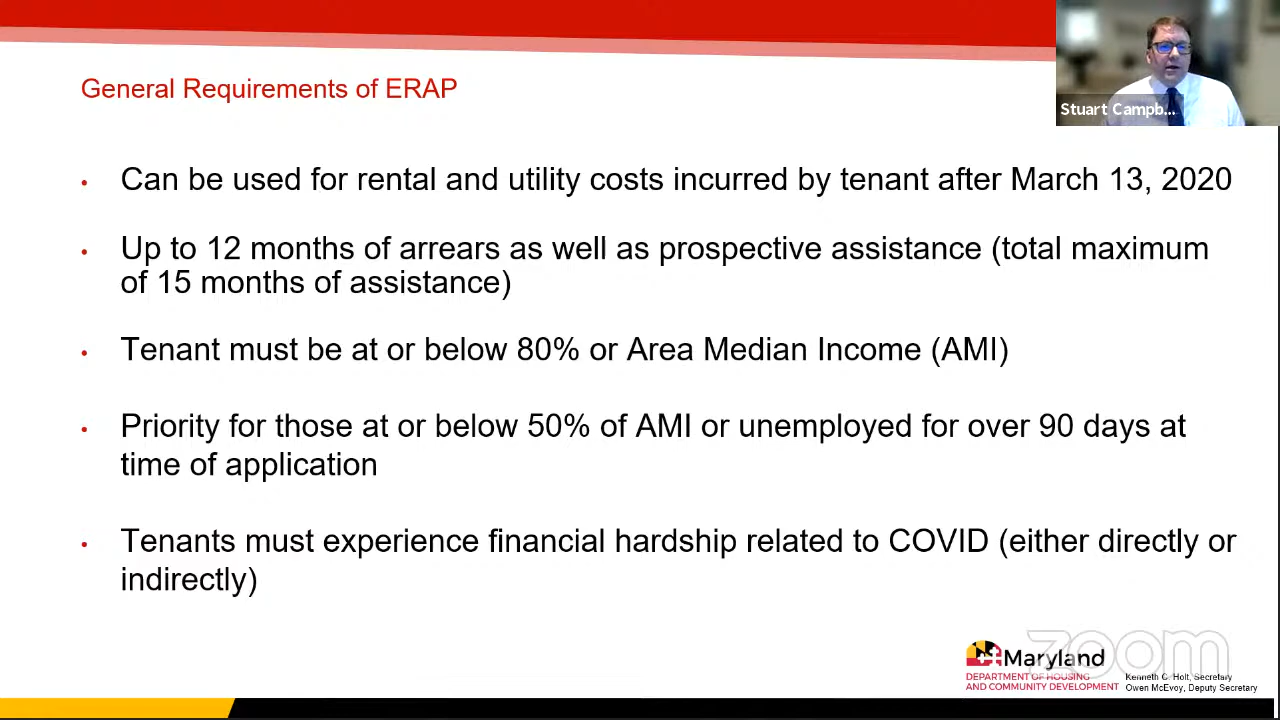 General Requirements of ERAP
Stuart Campb...
• Can be used for rental and utility costs incurred by tenant after March 13, 2020
• Up to 12 months of arrears as well as prospective assistance (total maximum
of 15 months of assistance)
• Tenant must be at or below 80% or Area Median Income (AMI)
• Priority for those at or below 50% of AMI or unemployed for over 90 days at
time of application
• Tenants must experience financial hardship related to COVID (either directly or
indirectly)
zoom
Maryland
DEPARTMENT OF HOUSING
AND COMMUNITY DEVELOPMENT
Kenneth C. Holt, Secretary
Owen McEvoy, Deputy Secretary